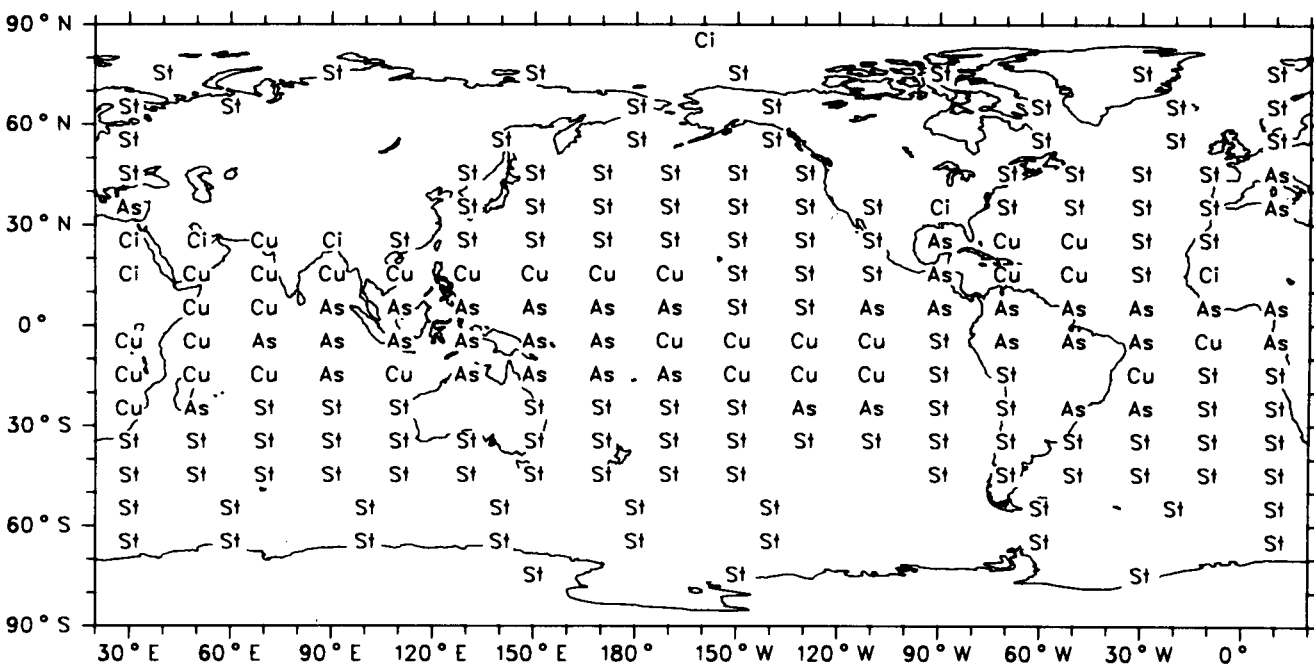 90° N
Ci
St St St St St St St
St St St St St St St
60° N
St St St St St St St
St St St St St St St St St St St As
As St St St St St St St Ci St St St St As
30° N
Ci Ci Cu Ci St St St St St St St St As Cu Cu St St
Ci Cu Cu Cu Cu Cu Cu Cu Cu St St St As Cu Cu St Ci
Cu Cu As As As As As As St St As As As As As As As
0°
Cu Cu As As As As As As Cu Cu Cu Cu St As As As Cu As
Cu Cu Cu As Cu As As As As Cu Cu Cu St St Cu St St
Cu As St St St St St St St As As St St As As St St
30° S
St St St St St St St St St St St St St St St St St
St St St St St St St St St St St St St St St St
St St St St St St St St St
60° S
St St St St St St St St
St St St
90° S
30° E 60° E 90° E 120° E 150° E 180° 150° W 120° W 90° W 60° W 30° W 0°